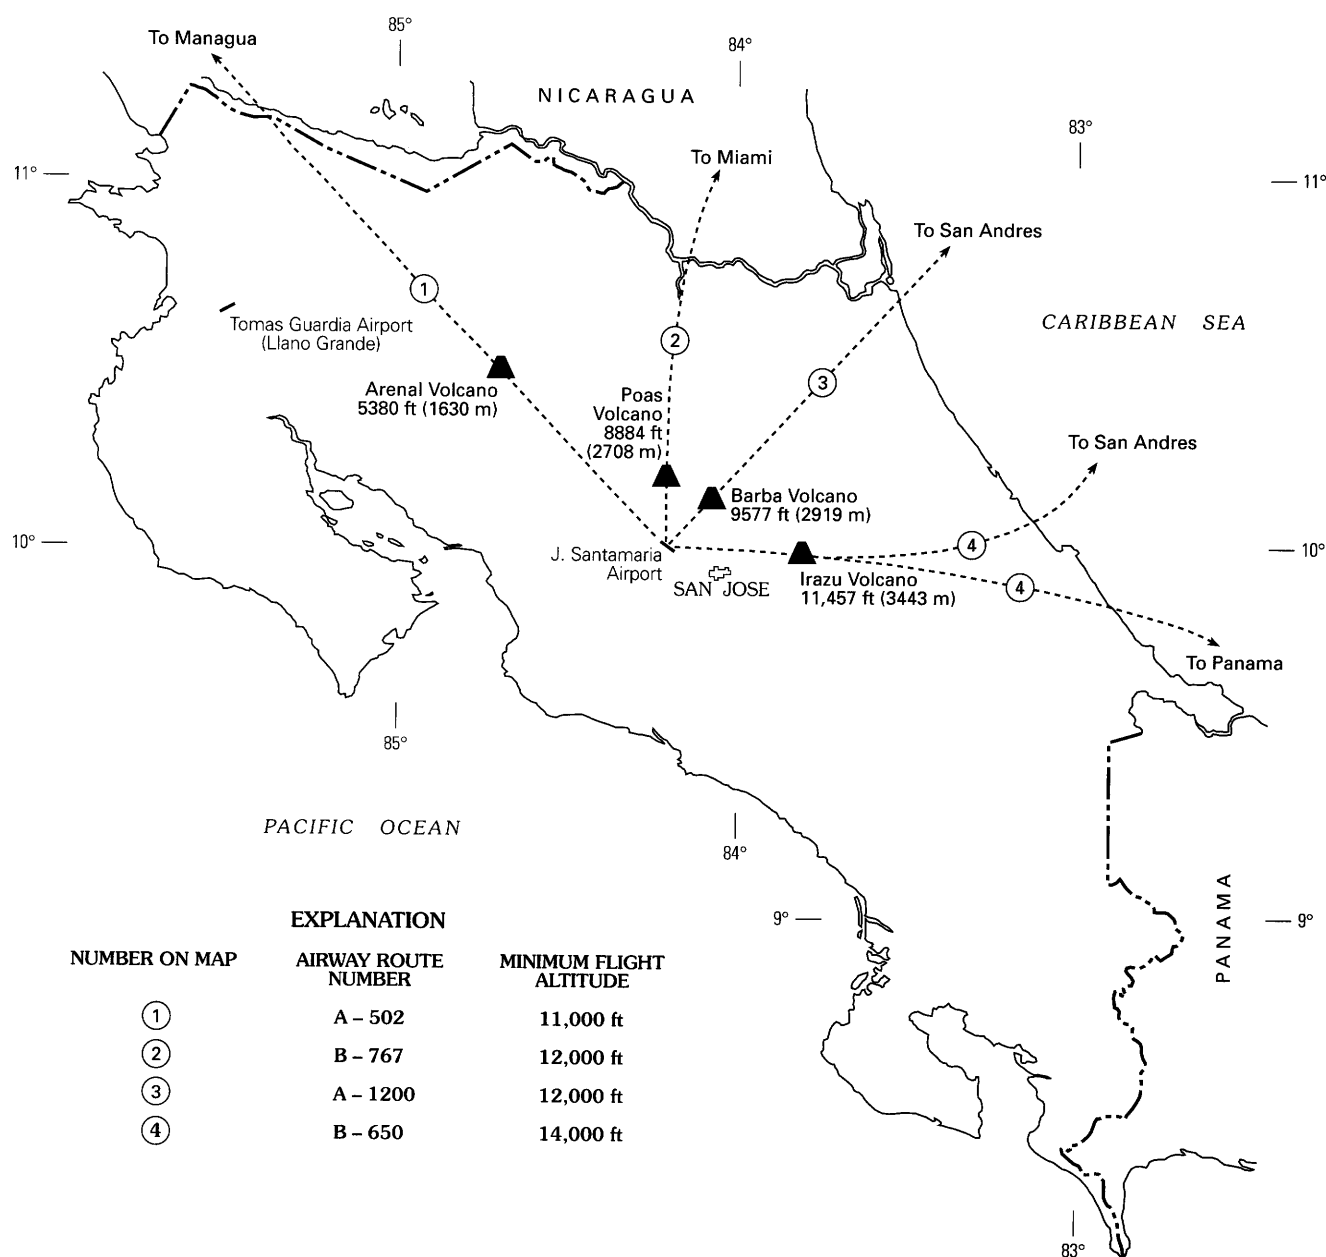 85°
To Managua
84°
NICARAGUA
83°
To Miami
11°
11°
To San Andres
1
Tomas Guardia Airport
(Llano Grande)
CARIBBEAN SEA
2
3
Arenal Volcano
5380 ft (1630 m)
Poas
Volcano
8884 ft
(2708 m)
To San Andres
Barba Volcano
9577 ft (2919 m)
10°
10°
J. Santamaria
Airport
4
SAN JOSE
Irazu Volcano
11,457 ft (3443 m)
4
To Panama
85°
PACIFIC OCEAN
84°
PANAMA
9°
9°
EXPLANATION
NUMBER ON MAP
AIRWAY ROUTE
NUMBER
MINIMUM FLIGHT
ALTITUDE
1 A – 502 11,000 ft
2 B – 767 12,000 ft
3 A – 1200 12,000 ft
4 B – 650 14,000 ft
83°